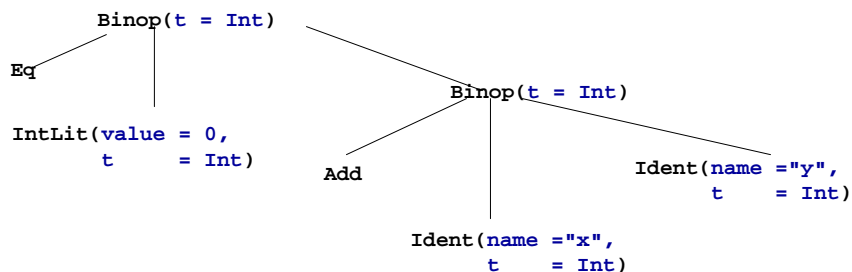 Binop(t = Int)
Eq
Binop(t = Int)
IntLit(value = 0,
t = Int)
Add
Ident(name ="y",
t = Int)
Ident(name ="x",
t = Int)